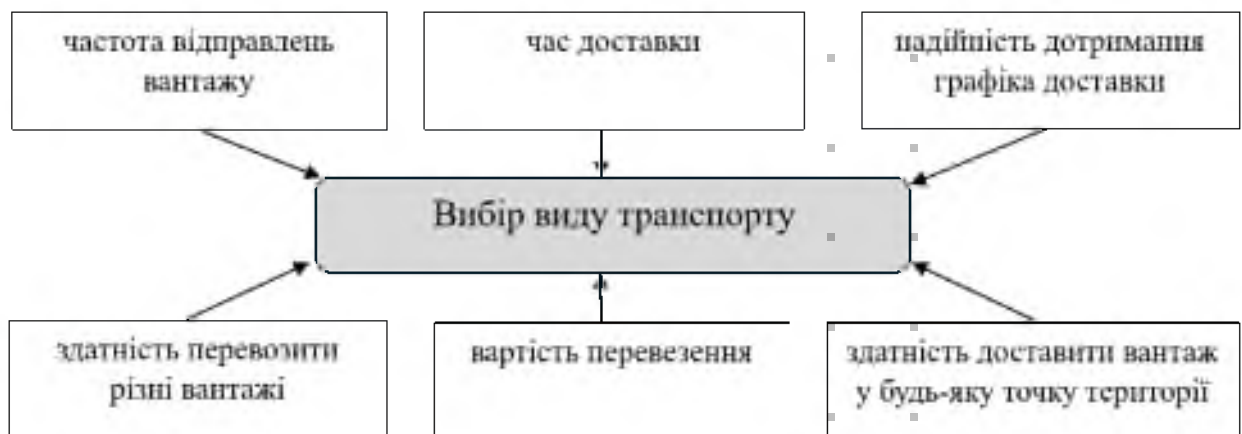 частота відправлень
вантажу
час доставки
надійність дотримання
графіка доставки
Вибір виду транспорту
здатність перевозити
різні вантажі
вартість перевезення
здатність доставити вантаж
у будь-яку точку території